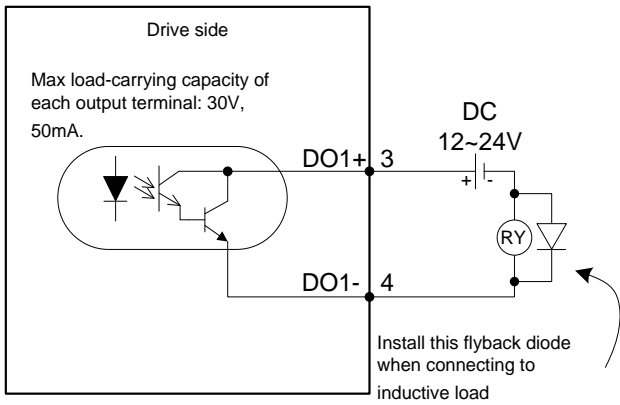 Drive side
Max load-carrying capacity of
each output terminal: 30V,
50mA.
DC
12~24V
DO1+ 3
+ -
RY
DO1- 4
Install this flyback diode
when connecting to
inductive load